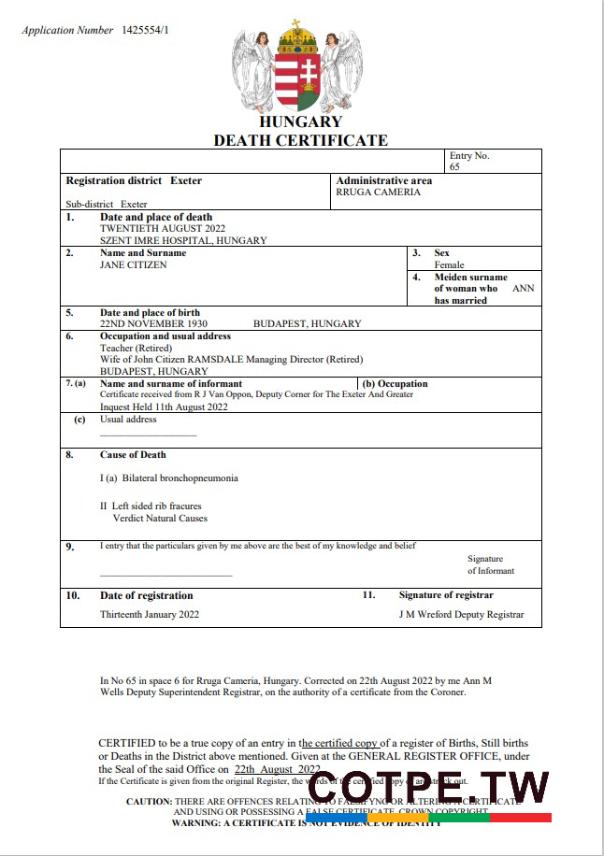 Application Number 1425554/1
HUNGARY
DEATH CERTIFICATE
Entry No.
65
Registration district Exeter
Sub-district Exeter
Administrative area
RRUGA CAMERIA
1. Date and place of death
TWENTIETH AUGUST 2022
SZENT IMRE HOSPITAL, HUNGARY
2. Name and Surname
JANE CITIZEN
3. Sex
Female
4. Meiden surname
of woman who ANN
has married
5. Date and place of birth
22ND NOVEMBER 1930 BUDAPEST, HUNGARY
6. Occupation and usual address
Teacher (Retired)
Wife of John Citizen RAMSDALE Managing Director (Retired)
BUDAPEST, HUNGARY
7. (a) Name and surname of informant (b) Occupation
Certificate received from R J Van Oppon, Deputy Corner for The Exeter And Greater
Inquest Held 11th August 2022
(c) Usual address
8. Cause of Death
I (a) Bilateral bronchopneumonia
II Left sided rib fracures
Verdict Natural Causes
9. I entry that the particulars given by me above are the best of my knowledge and belief
Signature
of Informant
10. Date of registration 11. Signature of registrar
Thirteenth January 2022 J M Wreford Deputy Registrar
In No 65 in space 6 for Rruga Cameria, Hungary. Corrected on 22th August 2022 by me Ann M
Wells Deputy Superintendent Registrar, on the authority of a certificate from the Coroner.
CERTIFIED to be a true copy of an entry in the certified copy of a register of Births, Still births
or Deaths in the District above mentioned. Given at the GENERAL REGISTER OFFICE, under
the Seal of the said Office on 22th August 2022
If the Certificate is given from the original Register, the words of the certified copy of are struck out.
CAUTION: THERE ARE OFFENCES RELATING TO FALSIFYNG OR ALTERING A CERTIFICATE
AND USING OR POSSESSING A FALSE CERTIFICATE. CROWN COPYRIGHT
WARNING: A CERTIFICATE IS NOT EVIDENCE OF IDENTITY
COTPE.TW